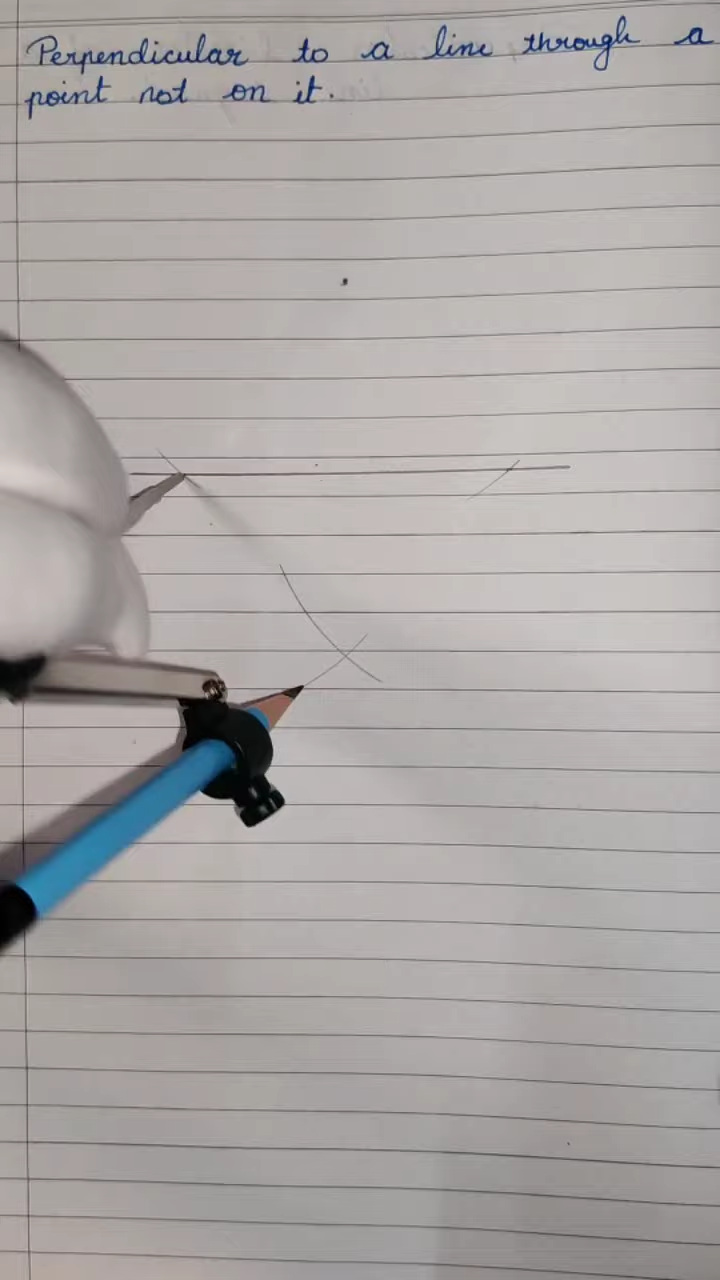 Perpendicular to a line through a
point not on it.